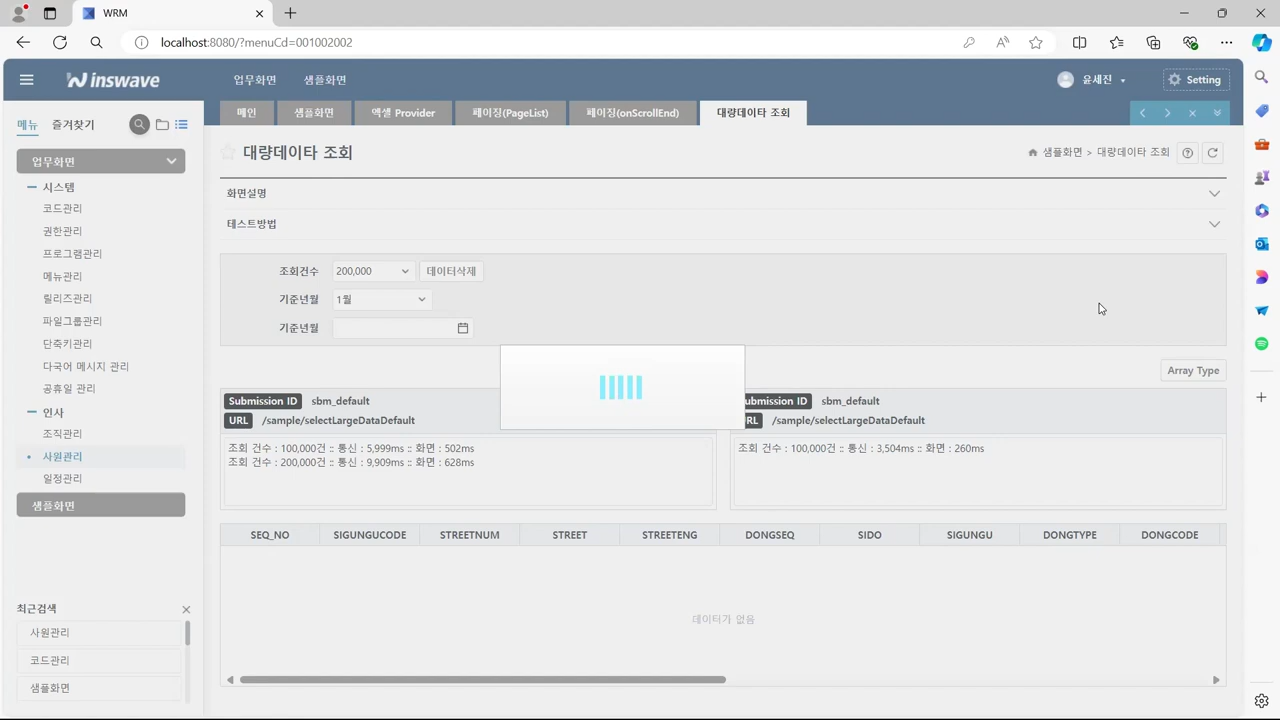 WRM
localhost:8080/?menuCd=001002002
inswave
업무화면 샘플화면
윤세진
Setting
메인 샘플화면 엑셀 Provider 페이징(PageList) 페이징(onScrollEnd) 대량데이타 조회
메뉴 즐겨찾기
업무화면
시스템
코드관리
권한관리
프로그램관리
메뉴관리
릴리즈관리
파일그룹관리
단축키관리
다국어 메시지 관리
공휴일 관리
인사
조직관리
사원관리
일정관리
샘플화면
최근검색
사원관리
코드관리
샘플화면
대량데이타 조회
샘플화면 > 대량데이타 조회
화면설명
테스트방법
조회건수 200,000 데이터삭제
기준년월 1월
기준년월
Array Type
Submission ID sbm_default
URL /sample/selectLargeDataDefault
조회 건수 : 100,000건 :: 통신 : 5,999ms :: 화면 : 502ms
조회 건수 : 200,000건 :: 통신 : 9,909ms :: 화면 : 628ms
ubmission ID sbm_default
RL /sample/selectLargeDataDefault
조회 건수 : 100,000건 :: 통신 : 3,504ms :: 화면 : 260ms
SEQ_NO SIGUNGUCODE STREETNUM STREET STREETENG DONGSEQ SIDO SIGUNGU DONGTYPE DONGCODE
데이타가 없음